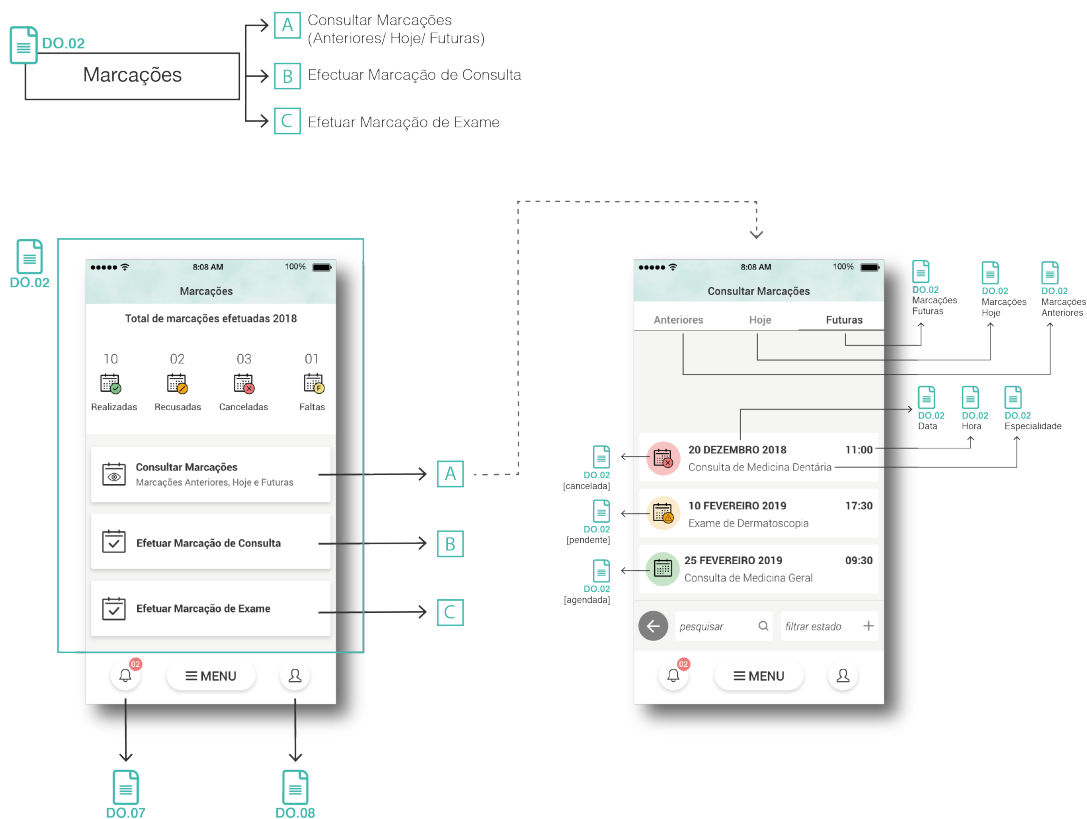 DO.02
Marcações
A
Consultar Marcações
(Anteriores/ Hoje/ Futuras)
B
Efectuar Marcação de Consulta
C
Efetuar Marcação de Exame
DO.02
8:08 AM
100%
Marcações
Total de marcações efetuadas 2018
10
02
03
01
F
Realizadas
Recusadas
Canceladas
Faltas
Consultar Marcações
Marcações Anteriores, Hoje e Futuras
A
Efetuar Marcação de Consulta
B
Efetuar Marcação de Exame
C
02
MENU
DO.07
DO.08
8:08 AM
100%
Consultar Marcações
Anteriores
Hoje
Futuras
DO.02
Marcações
Futuras
DO.02
Marcações
Hoje
DO.02
Marcações
Anteriores
DO.02
Data
DO.02
Hora
DO.02
Especialidade
20 DEZEMBRO 2018
11:00
Consulta de Medicina Dentária
DO.02
[cancelada]
10 FEVEREIRO 2019
17:30
Exame de Dermatoscopia
DO.02
[pendente]
25 FEVEREIRO 2019
09:30
Consulta de Medicina Geral
DO.02
[agendada]
pesquisar
filtrar estado
02
MENU